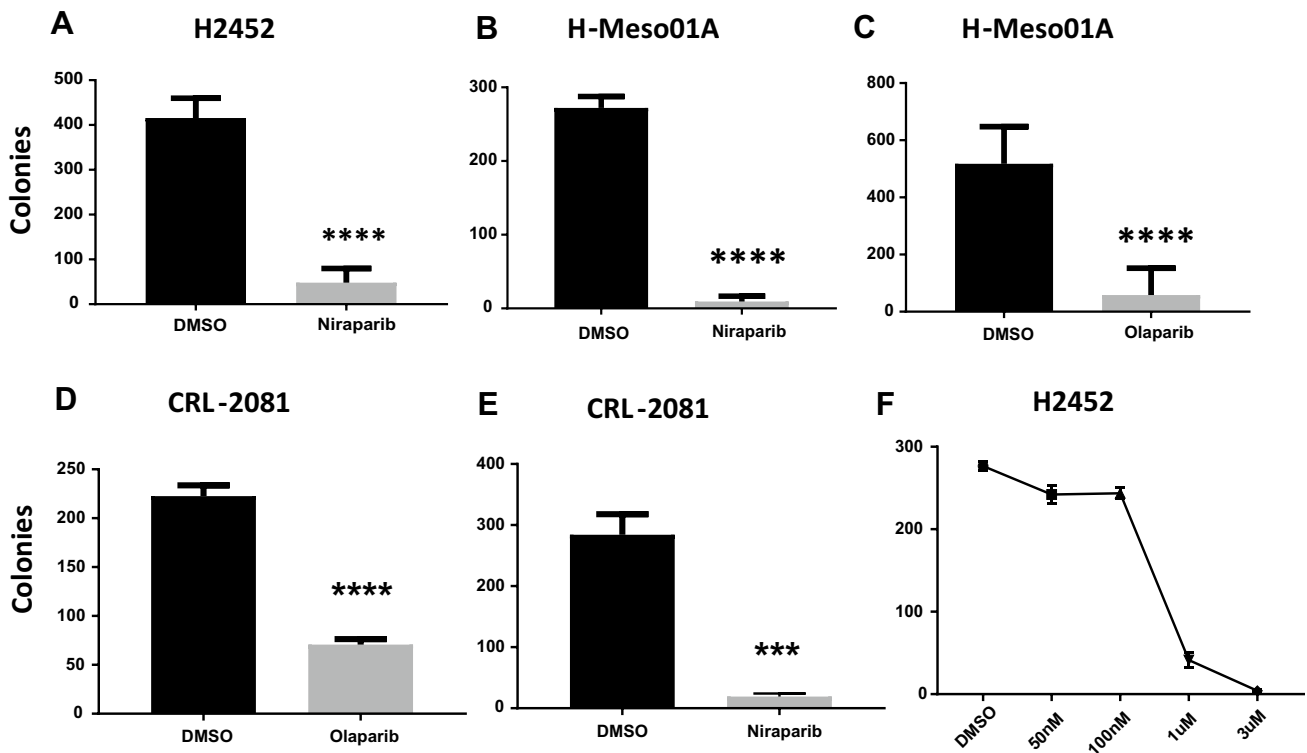 A
H2452
Colonies
500
400
300
200
100
0
****
DMSO
Niraparib
B
H-Meso01A
300
200
100
0
****
DMSO
Niraparib
C
H-Meso01A
800
600
400
200
0
****
DMSO
Olaparib
D
CRL-2081
Colonies
250
200
150
100
50
0
****
DMSO
Olaparib
E
CRL-2081
400
300
200
100
0
***
DMSO
Niraparib
F
H2452
300
200
100
0
DMSO
50nM
100nM
1uM
3uM